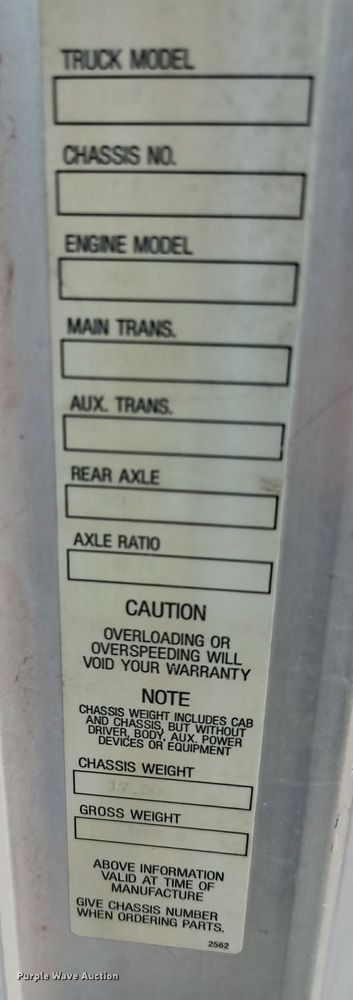 TRUCK MODEL
CHASSIS NO.
ENGINE MODEL
MAIN TRANS.
AUX. TRANS.
REAR AXLE
AXLE RATIO
CAUTION
OVERLOADING OR
OVERSPEEDING WILL
VOID YOUR WARRANTY
NOTE
CHASSIS WEIGHT INCLUDES CAB
AND CHASSIS, BUT WITHOUT
DRIVER, BODY, AUX. POWER
DEVICES OR EQUIPMENT
CHASSIS WEIGHT
GROSS WEIGHT
ABOVE INFORMATION
VALID AT TIME OF
MANUFACTURE
GIVE CHASSIS NUMBER
WHEN ORDERING PARTS.
2562
Purple Wave Auction